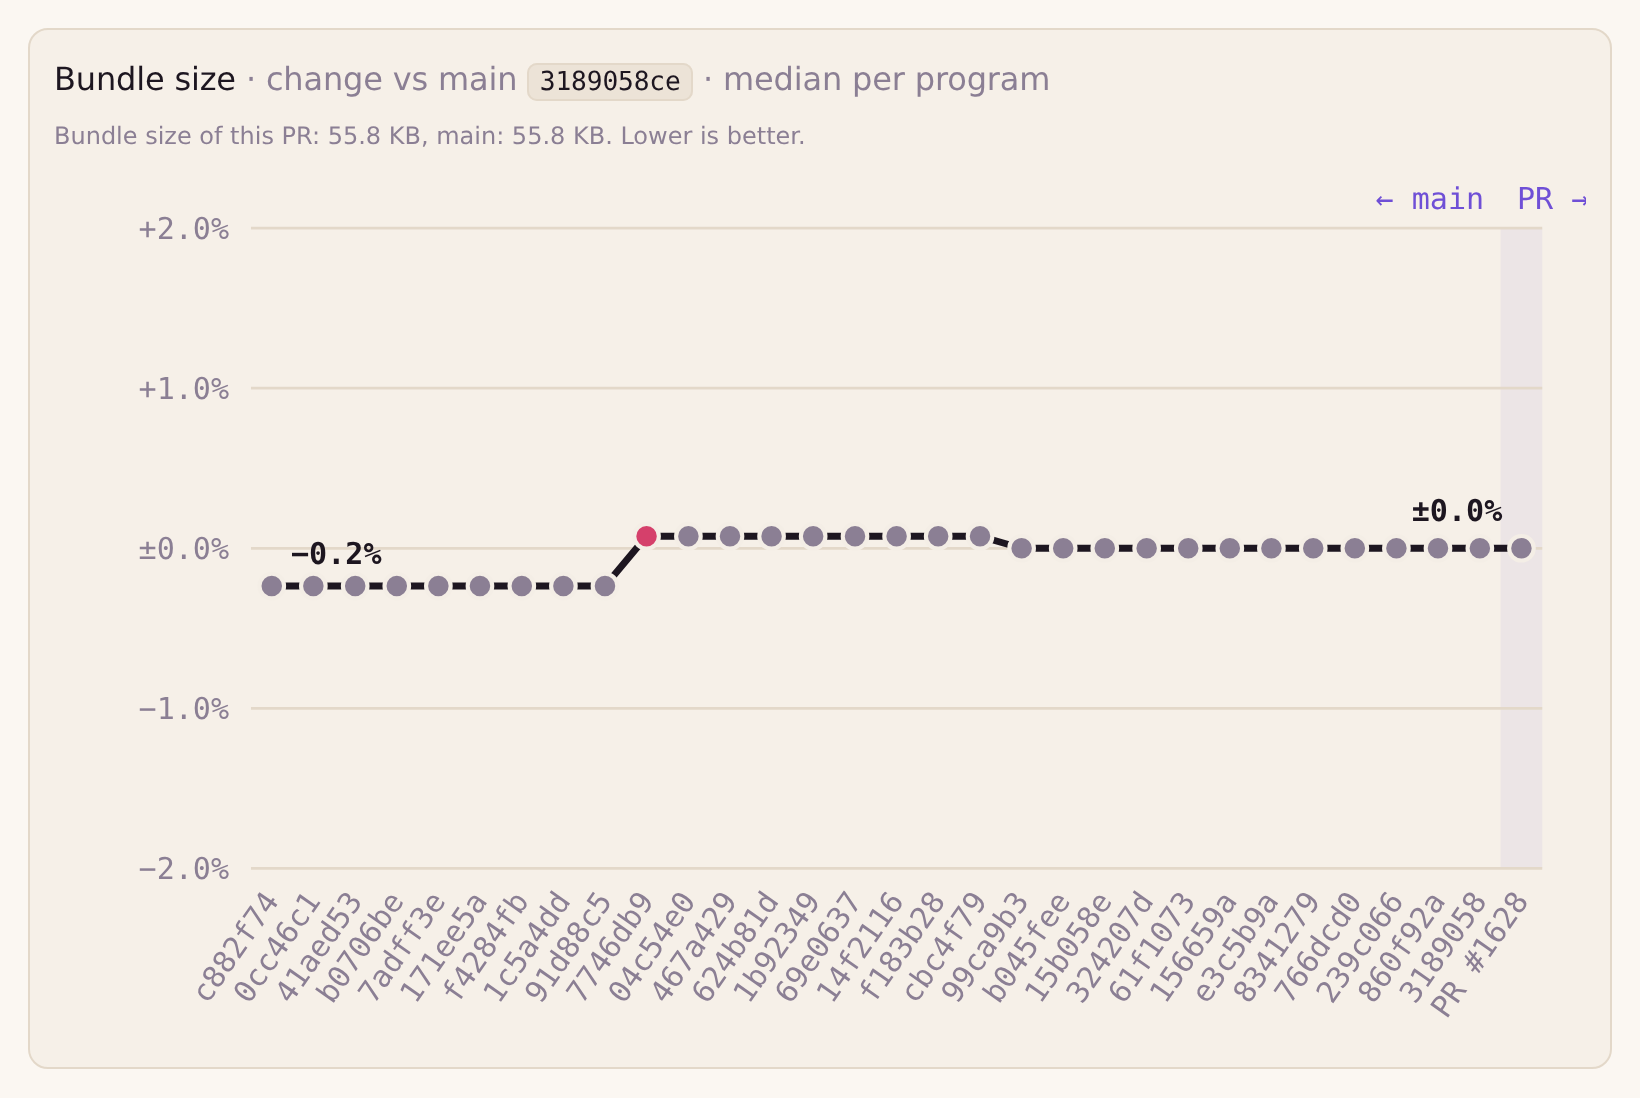 Bundle size · change vs main 3189058ce · median per program
Bundle size of this PR: 55.8 KB, main: 55.8 KB. Lower is better.
← main PR →
+2.0%
+1.0%
±0.0%
−1.0%
−2.0%
−0.2%
±0.0%
c882f74
0cc46c1
41aed53
b0706be
7adff3e
171ee5a
f4284fb
1c5a4dd
91d88c5
7746db9
04c54e0
467a429
624b81d
1b92349
69e0637
14f2116
f183b28
cbc4f79
99ca9b3
b045fee
15b058e
324207d
61f1073
156659a
e3c5b9a
8341279
766dcd0
239c066
860f92a
3189058
PR #1628